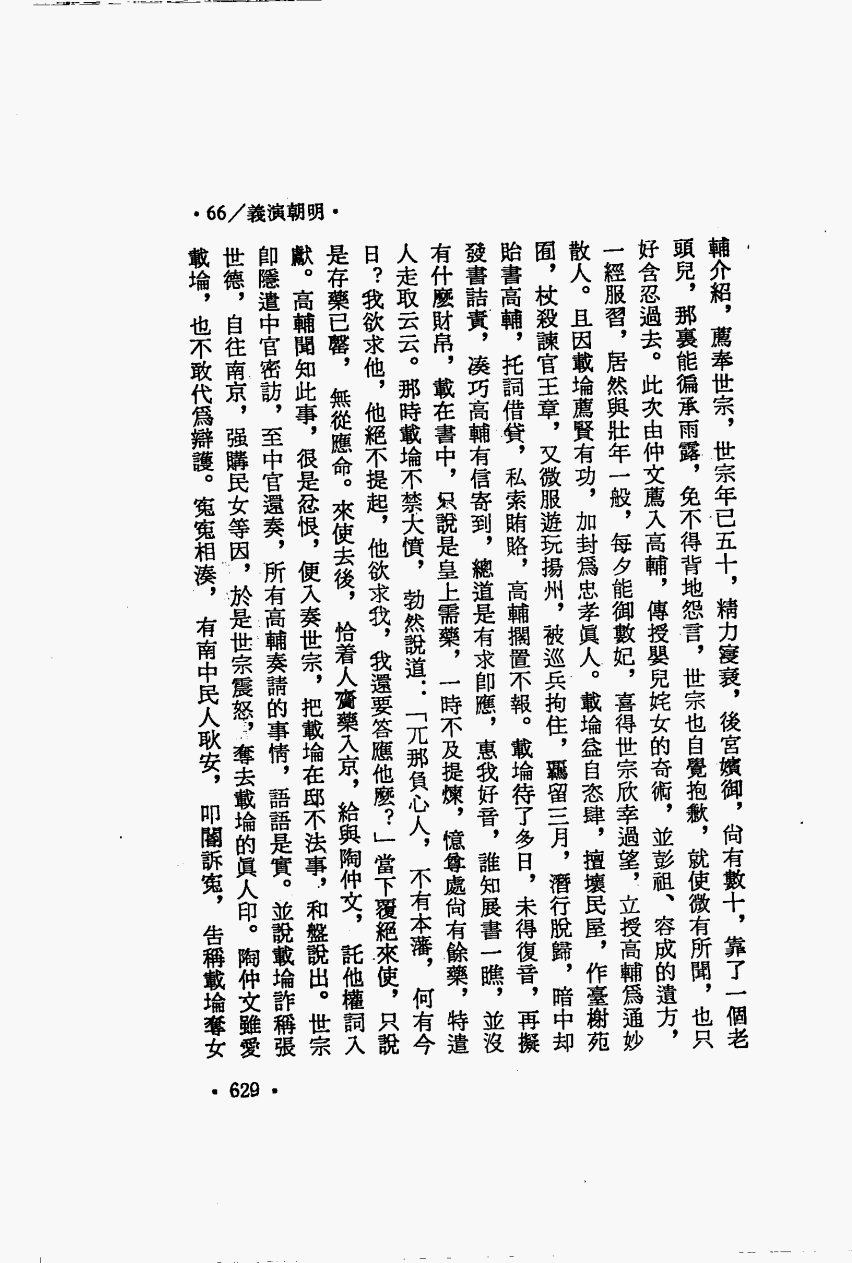 ·66／義演朝明·
輔介紹，薦奉世宗，世宗年已五十，精力寖衰，後宮嬪御，尙有數十，靠了一個老
頭兒，那裏能徧承雨露，免不得背地怨言，世宗也自覺抱歉，就使微有所聞，也只
好含忍過去。此次由仲文薦入高輔，傳授嬰兒姹女的奇術，並彭祖、容成的遺方，
一經服習，居然與壯年一般，每夕能御數妃，喜得世宗欣幸過望，立授高輔爲通妙
散人。且因載埨薦賢有功，加封爲忠孝眞人。載埨益自恣肆，擅壞民屋，作臺榭苑
囿，杖殺諫官王章，又微服遊玩揚州，被巡兵拘住，羈留三月，潛行脫歸，暗中却
貽書高輔，托詞借貸，私索賄賂，高輔擱置不報。載埨待了多日，未得復音，再擬
發書詰責，湊巧高輔有信寄到，總道是有求卽應，惠我好音，誰知展書一瞧，並沒
有什麼財帛，載在書中，只說是皇上需藥，一時不及提煉，憶尊處尙有餘藥，特遣
人走取云云。那時載埨不禁大憤，勃然說道：「兀那負心人，不有本藩，何有今
日？我欲求他，他絕不提起，他欲求我，我還要答應他麼？」當下覆絕來使，只說
是存藥已罄，無從應命。來使去後，恰着人齎藥入京，給與陶仲文，託他權詞入
獻。高輔聞知此事，很是忿恨，便入奏世宗，把載埨在邸不法事，和盤說出。世宗
卽隱遣中官密訪，至中官還奏，所有高輔奏請的事情，語語是實。並說載埨詐稱張
世德，自往南京，强購民女等因，於是世宗震怒，奪去載埨的眞人印。陶仲文雖愛
載埨，也不敢代爲辯護。寃寃相湊，有南中民人耿安，叩閽訴寃，告稱載埨奪女
·629·